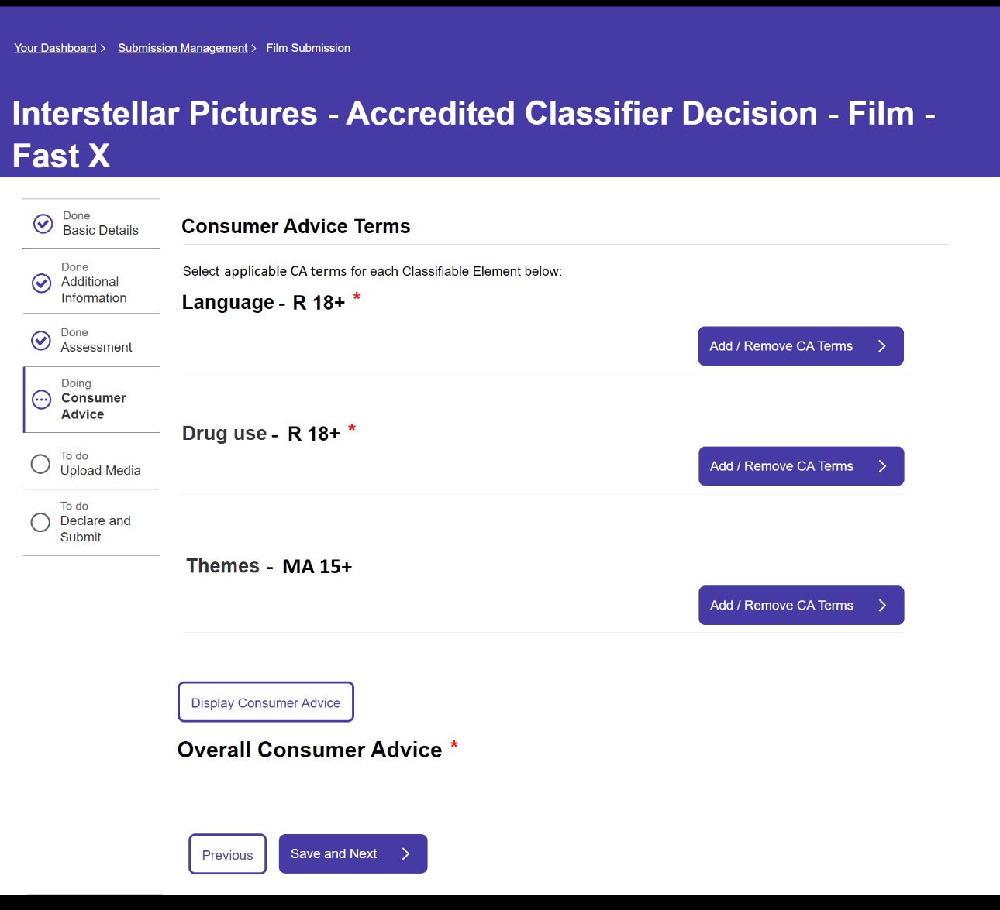 Your Dashboard > Submission Management > Film Submission
Interstellar Pictures - Accredited Classifier Decision - Film -
Fast X
Done
Basic Details
Done
Additional
Information
Done
Assessment
Doing
Consumer
Advice
To do
Upload Media
To do
Declare and
Submit
Consumer Advice Terms
Select applicable CA terms for each Classifiable Element below:
Language - R 18+ *
Add / Remove CA Terms
Drug use - R 18+ *
Add / Remove CA Terms
Themes - MA 15+
Add / Remove CA Terms
Display Consumer Advice
Overall Consumer Advice *
Previous
Save and Next